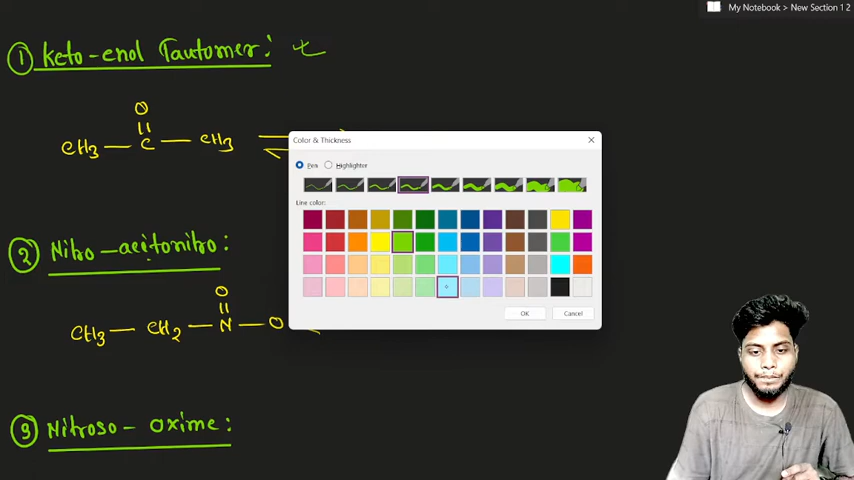 My Notebook > New Section 1 2
① Keto-enol Tautomer:
O
CH3 — C — CH3
Color & Thickness
Pen Highlighter
Line color:
OK Cancel
② Nitro-acitonitro:
O
CH3 — CH2 — N — O
③ Nitroso-oxime: